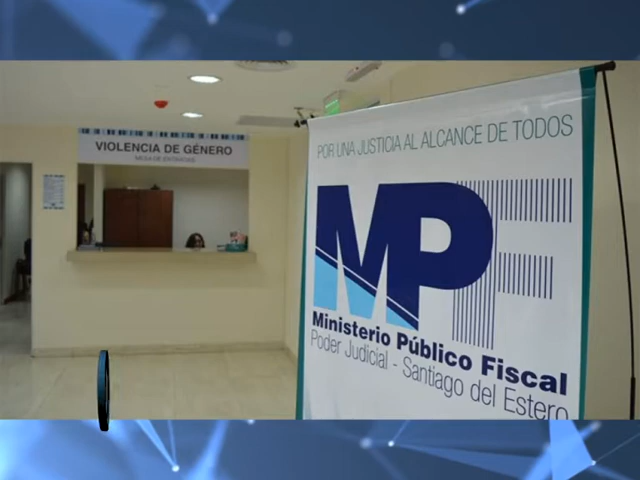 VIOLENCIA DE GÉNERO
MESA DE ENTRADAS
POR UNA JUSTICIA AL ALCANCE DE TODOS
MPF
Ministerio Público Fiscal
Poder Judicial - Santiago del Estero